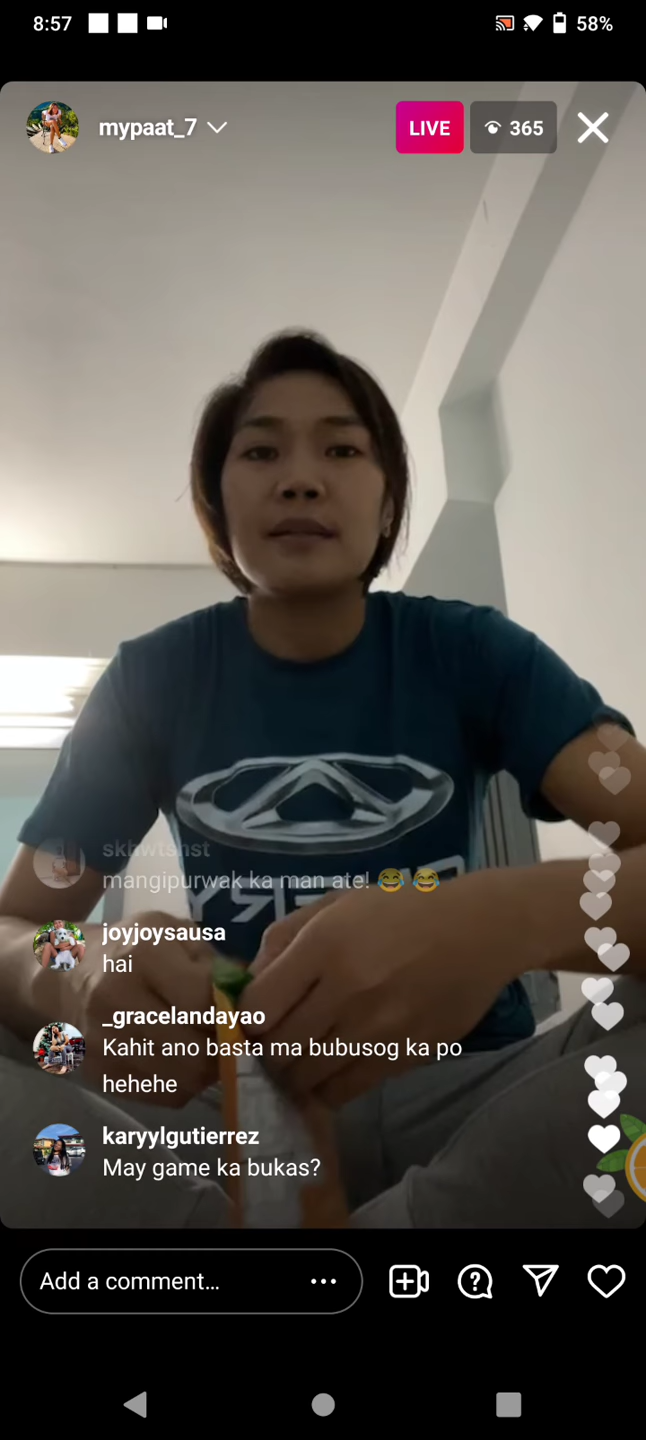 8:57
58%
mypaat_7
LIVE
365
skhwtshst
mangipurwak ka man ate! 😂 😂
joyjoysausa
hai
_gracelandayao
Kahit ano basta ma bubusog ka po
hehehe
karyylgutierrez
May game ka bukas?
Add a comment...